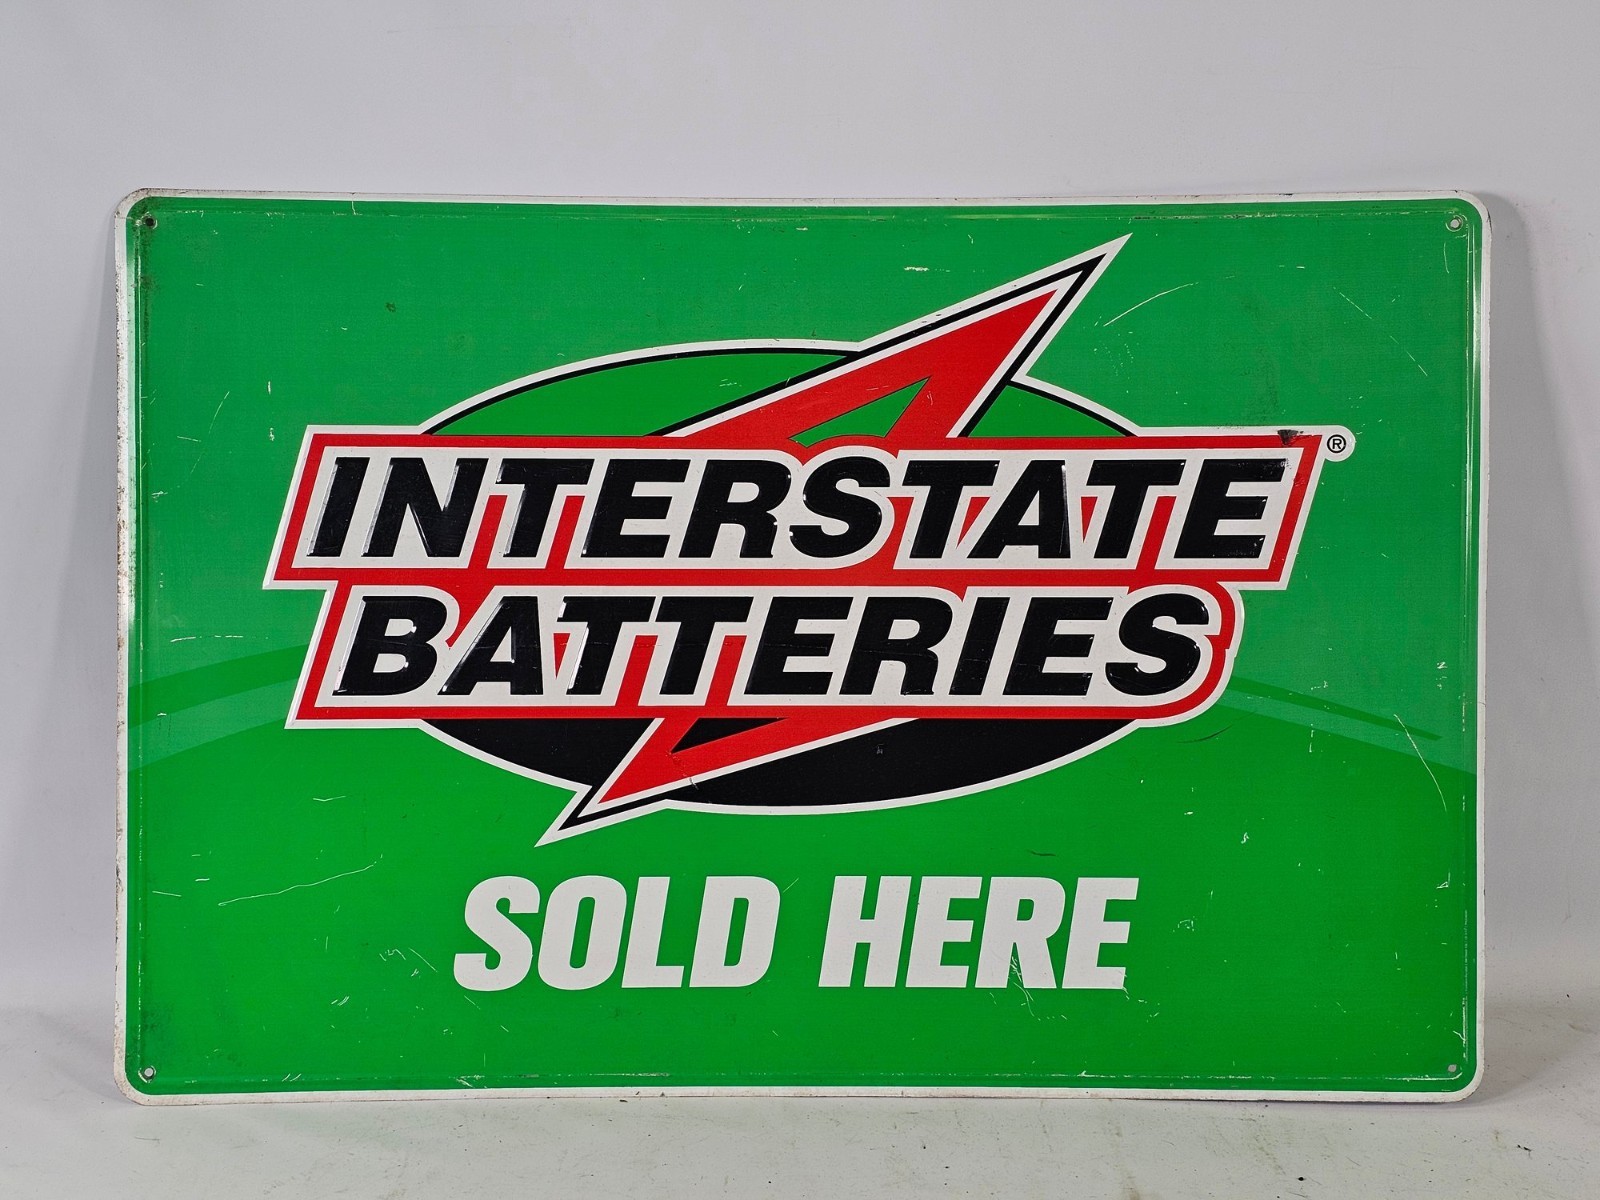 INTERSTATE ®
BATTERIES
SOLD HERE